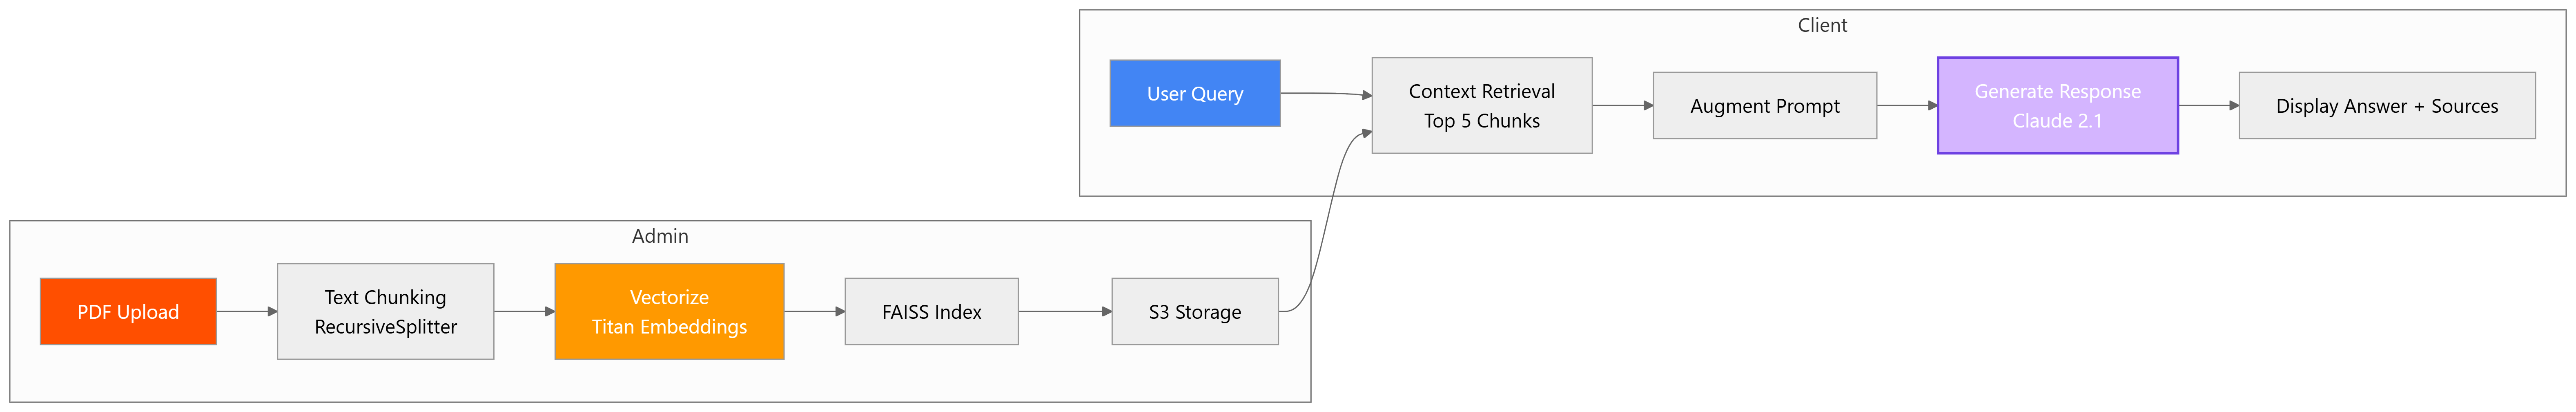 Client
User Query
Context Retrieval
Top 5 Chunks
Augment Prompt
Generate Response
Claude 2.1
Display Answer + Sources
Admin
PDF Upload
Text Chunking
RecursiveSplitter
Vectorize
Titan Embeddings
FAISS Index
S3 Storage